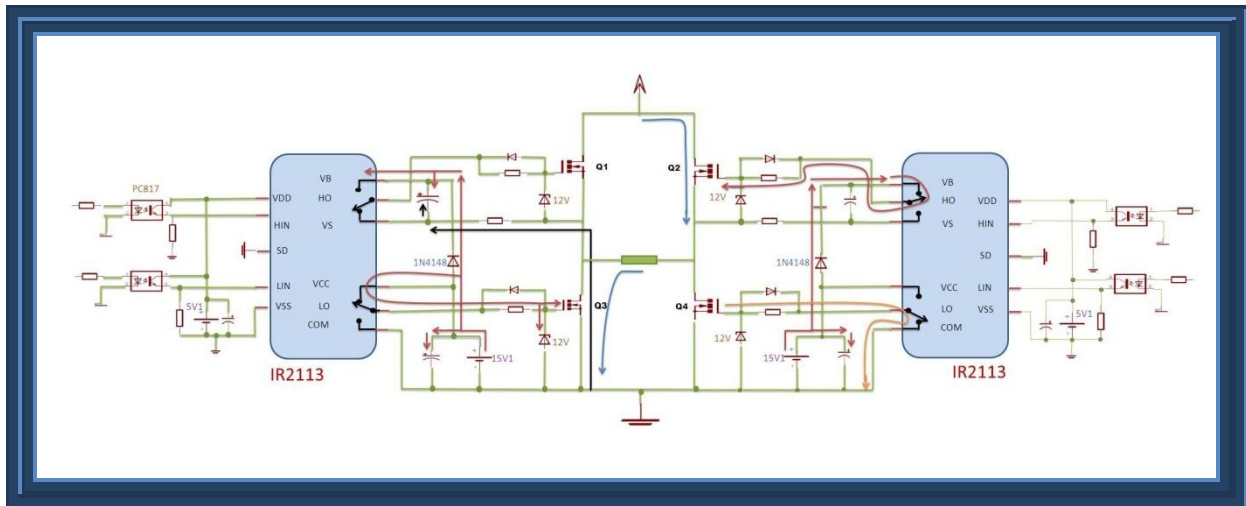 PC817
VDD
HIN
SD
LIN
VSS
5V1
VB
HO
VS
VCC
LO
COM
IR2113
1N4148
15V1
12V
12V
Q1
Q2
Q3
Q4
12V
12V
1N4148
15V1
VB
HO
VS
VCC
LO
COM
VDD
HIN
SD
LIN
VSS
5V1
IR2113